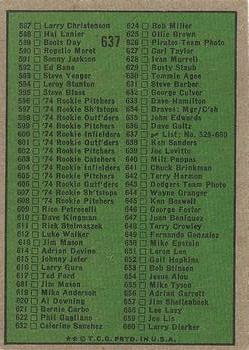 587 Larry Christenson
588 Hal Lanier
589 Boots Day
590 Rogelio Moret
591 Sonny Jackson
592 Ed Bane
593 Steve Yeager
594 Leroy Stanton
595 Steve Blass
596 '74 Rookie Pitchers
597 '74 Rookie Sh'stops
598 '74 Rookie Outf'ders
599 '74 Rookie Pitchers
600 '74 Rookie Infielders
601 '74 Rookie Outf'ders
602 '74 Rookie Pitchers
603 '74 Rookie Catchers
604 '74 Rookie Infielders
605 '74 Rookie Outf'ders
606 '74 Rookie Pitchers
607 '74 Rookie Sh'stops
608 '74 Rookie Pitchers
609 Rico Petrocelli
610 Dave Kingman
611 Rick Stelmaszek
612 Luke Walker
613
614 Adrian Devine
615 Johnny Jeter
616 Larry Gura
617 Ted Ford
618 Jim Mason
619 Mike Anderson
620 Al Downing
621 Bernie Carbo
622 Phil Gagliano
623 Celerino Sanchez
637
624 Bob Miller
625 Ollie Brown
626 Pirates Team Photo
627 Carl Taylor
628 Ivan Murrell
629 Rusty Staub
630 Tommie Agee
631 Steve Barber
632 George Culver
633 Dave Hamilton
634 Braves: Mgr/C'ch
635 John Edwards
636 Dave Goltz
637 List: No. 529-660
638 Ken Sanders
639 Joe Lovitto
640 Milt Pappas
641 Chuck Brinkman
642 Terry Harmon
643 Dodgers Team Photo
644 Wayne Granger
645 Ken Boswell
646 George Foster
647 Juan Beniquez
648 Terry Crowley
649 Fernando Gonzalez
650 Mike Epstein
651 Leron Lee
652 Gail Hopkins
653 Bob Stinson
654 Jesus Alou
655 Mike Tyson
656 Adrian Garrett
657 Jim Shellenback
658 Lee Lacy
659 Joe Lis
660 Larry Dierker
★★ © T.C.G. PRTD. IN U.S.A.